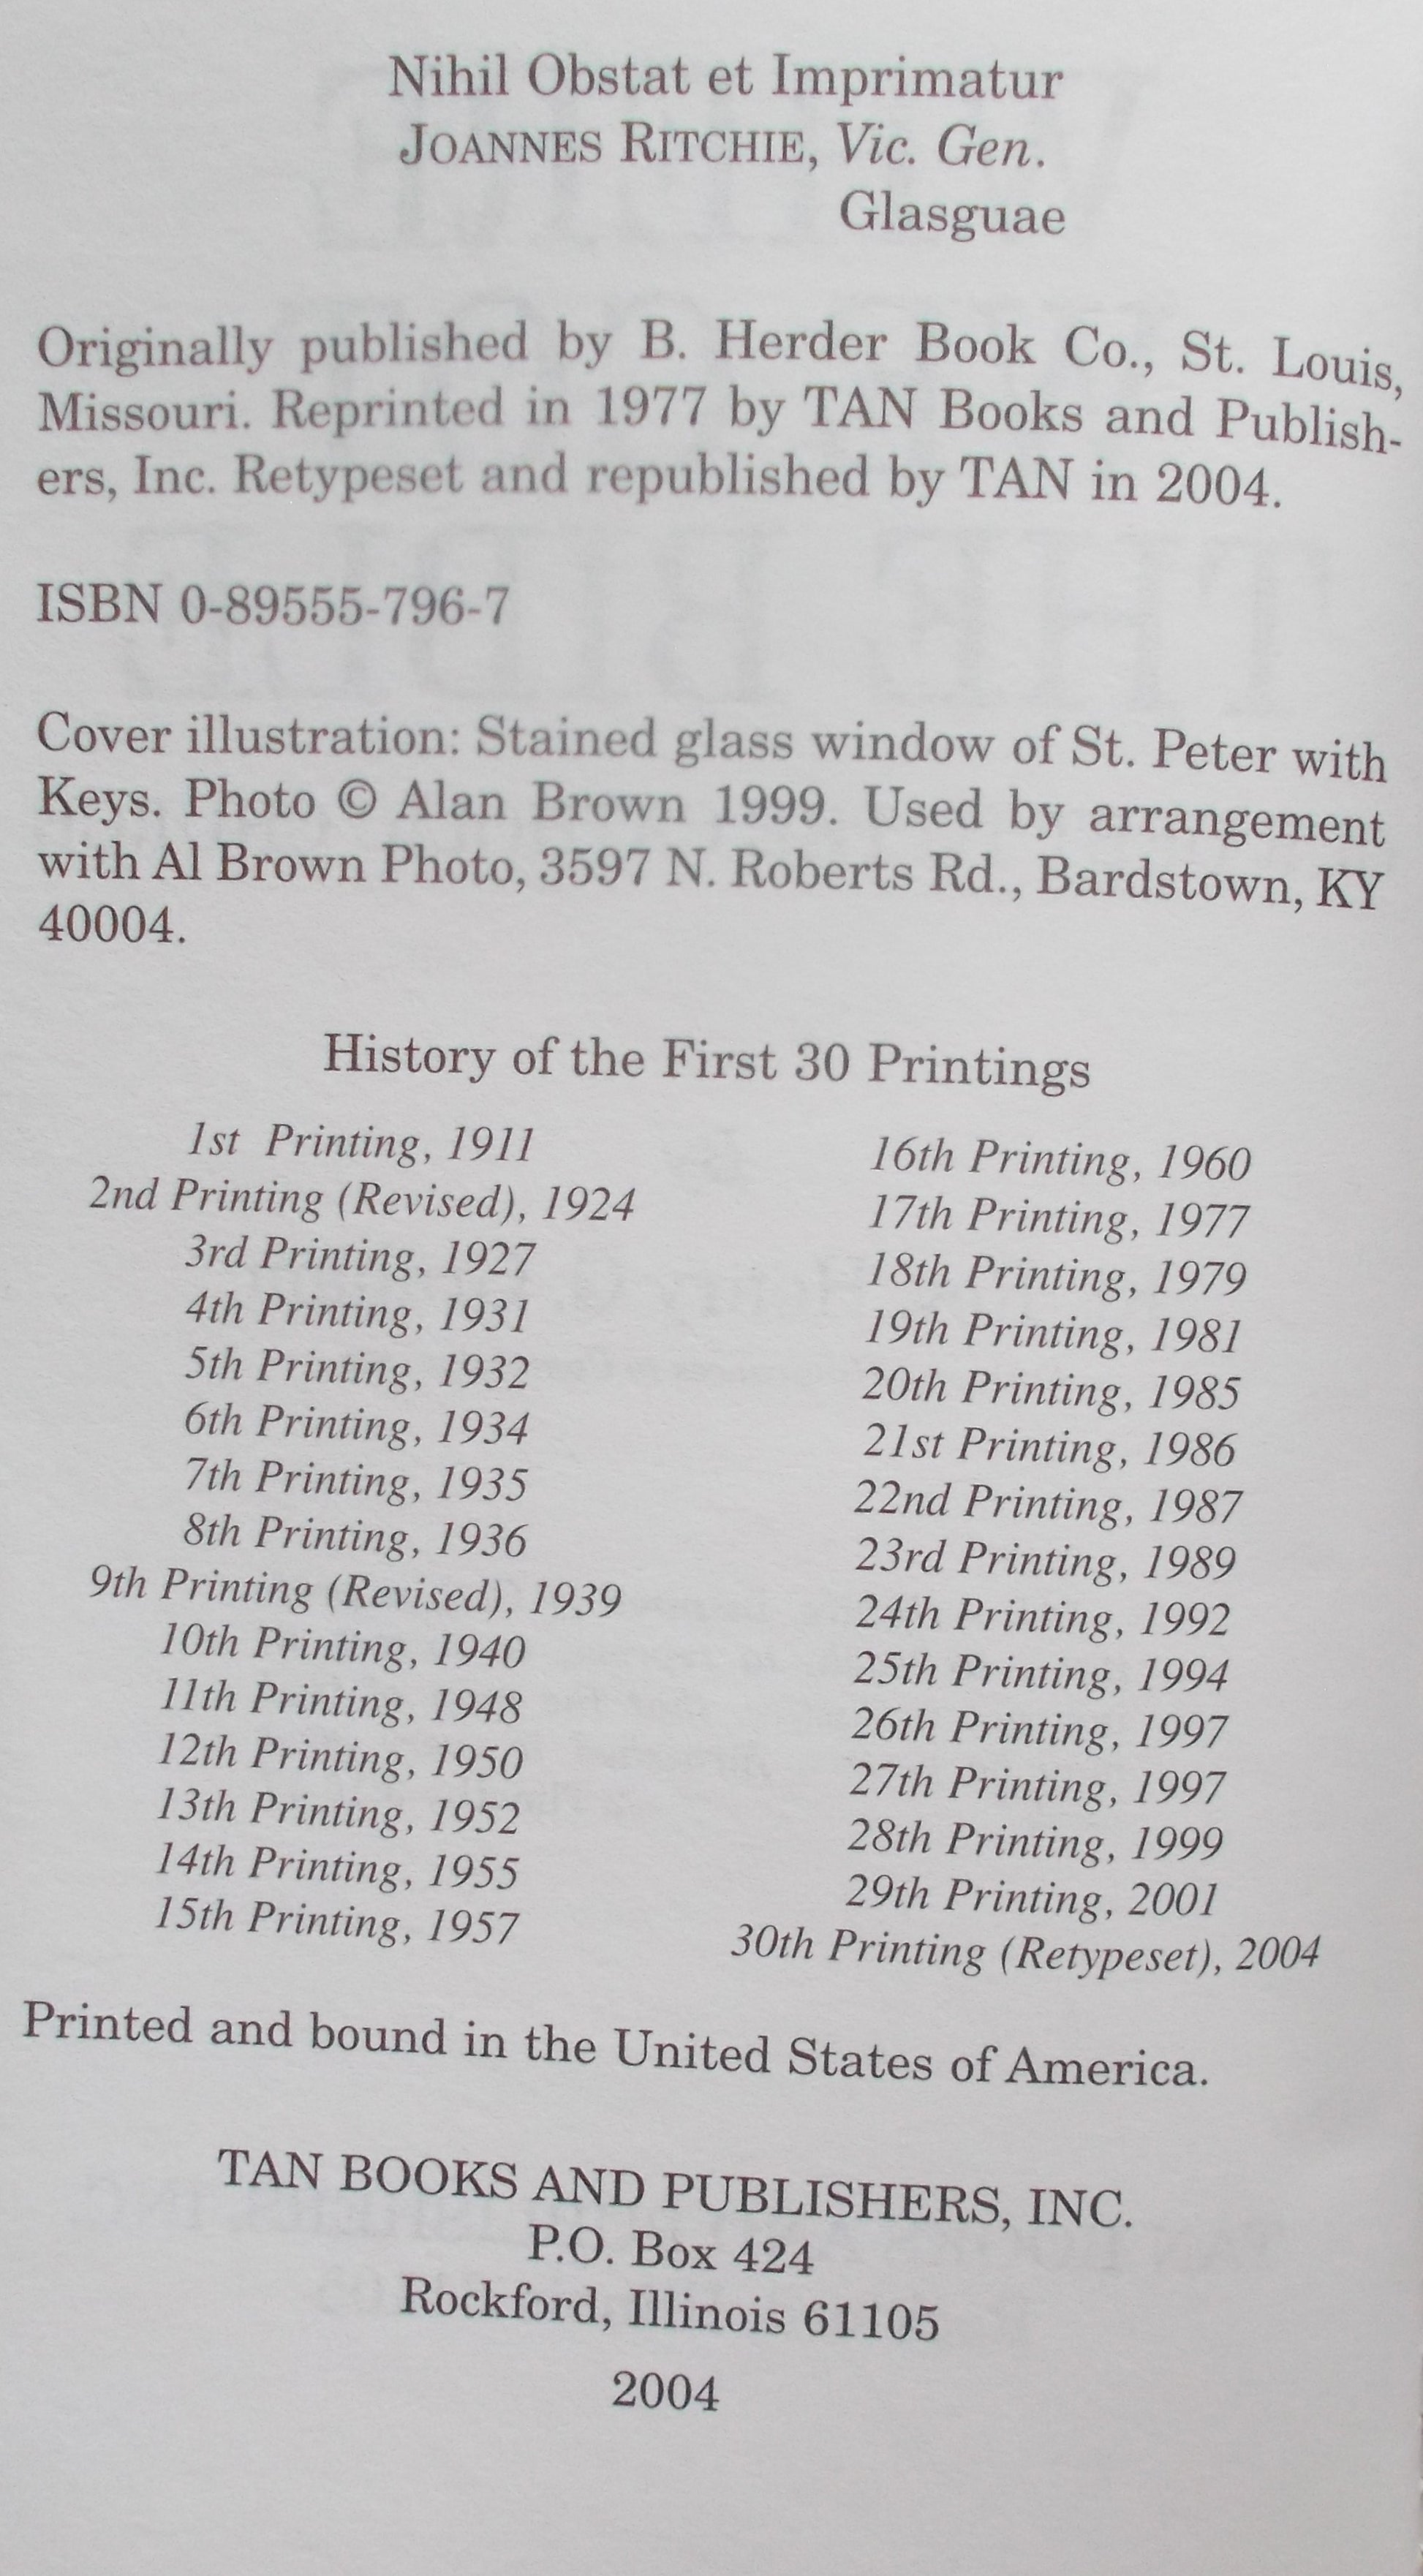 Nihil Obstat et Imprimatur
JOANNES RITCHIE, Vic. Gen.
Glasguae
Originally published by B. Herder Book Co., St. Louis,
Missouri. Reprinted in 1977 by TAN Books and Publish-
ers, Inc. Retypeset and republished by TAN in 2004.
ISBN 0-89555-796-7
Cover illustration: Stained glass window of St. Peter with
Keys. Photo © Alan Brown 1999. Used by arrangement
with Al Brown Photo, 3597 N. Roberts Rd., Bardstown, KY
40004.
History of the First 30 Printings
1st Printing, 1911
2nd Printing (Revised), 1924
3rd Printing, 1927
4th Printing, 1931
5th Printing, 1932
6th Printing, 1934
7th Printing, 1935
8th Printing, 1936
9th Printing (Revised), 1939
10th Printing, 1940
11th Printing, 1948
12th Printing, 1950
13th Printing, 1952
14th Printing, 1955
15th Printing, 1957
16th Printing, 1960
17th Printing, 1977
18th Printing, 1979
19th Printing, 1981
20th Printing, 1985
21st Printing, 1986
22nd Printing, 1987
23rd Printing, 1989
24th Printing, 1992
25th Printing, 1994
26th Printing, 1997
27th Printing, 1997
28th Printing, 1999
29th Printing, 2001
30th Printing (Retypeset), 2004
Printed and bound in the United States of America.
TAN BOOKS AND PUBLISHERS, INC.
P.O. Box 424
Rockford, Illinois 61105
2004